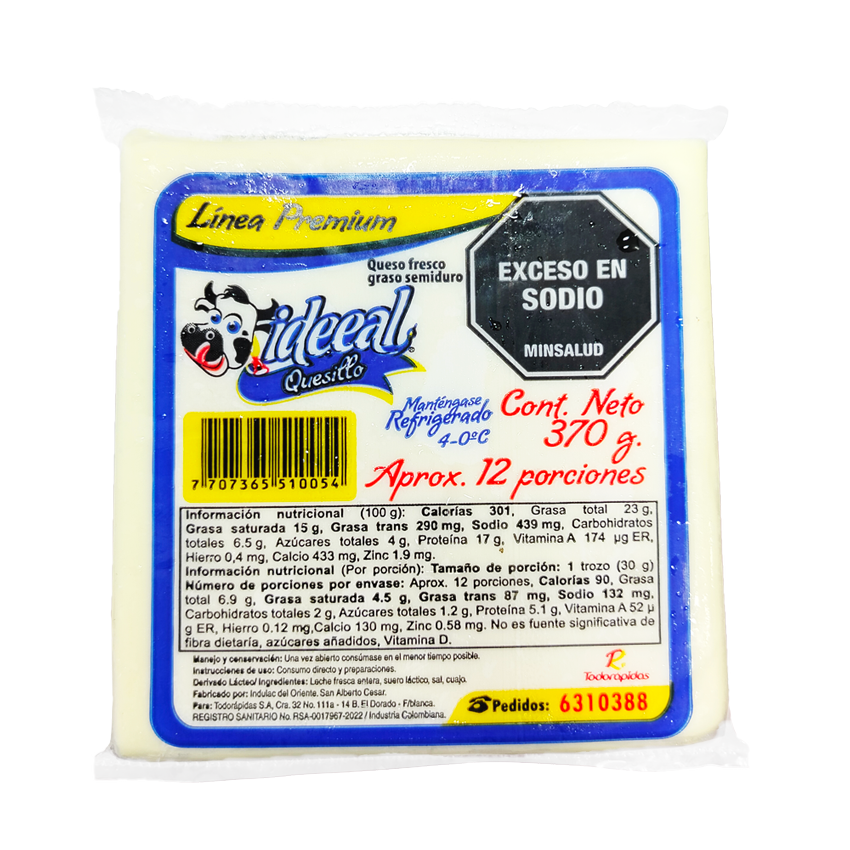 Línea Premium
EXCESO EN
SODIO
MINSALUD
Queso fresco
graso semiduro
ideeal
Quesillo
Manténgase
Refrigerado
4-0ºC
Cont. Neto
370 g.
Aprox. 12 porciones
7 707365 510054
Información nutricional (100 g): Calorías 301, Grasa total 23 g,
Grasa saturada 15 g, Grasa trans 290 mg, Sodio 439 mg, Carbohidratos
totales 6.5 g, Azúcares totales 4 g, Proteína 17 g, Vitamina A 174 µg ER,
Hierro 0,4 mg, Calcio 433 mg, Zinc 1.9 mg.
Información nutricional (Por porción): Tamaño de porción: 1 trozo (30 g)
Número de porciones por envase: Aprox. 12 porciones, Calorías 90, Grasa
total 6.9 g, Grasa saturada 4.5 g, Grasa trans 87 mg, Sodio 132 mg,
Carbohidratos totales 2 g, Azúcares totales 1.2 g, Proteína 5.1 g, Vitamina A 52 µ
g ER, Hierro 0.12 mg,Calcio 130 mg, Zinc 0.58 mg. No es fuente significativa de
fibra dietaría, azúcares añadidos, Vitamina D.
Manejo y conservación: Una vez abierto consúmase en el menor tiempo posible.
Instrucciones de uso: Consumo directo y preparaciones.
Derivado Lácteo/ Ingredientes: Leche fresca entera, suero láctico, sal, cuajo.
Fabricado por: Indulac del Oriente. San Alberto Cesar.
Para: Todorápidas S.A, Cra. 32 No. 111a - 14 B. El Dorado - F/blanca.
REGISTRO SANITARIO No. RSA-0017967-2022 / Industria Colombiana.
R
Todorapidas
Pedidos: 6310388